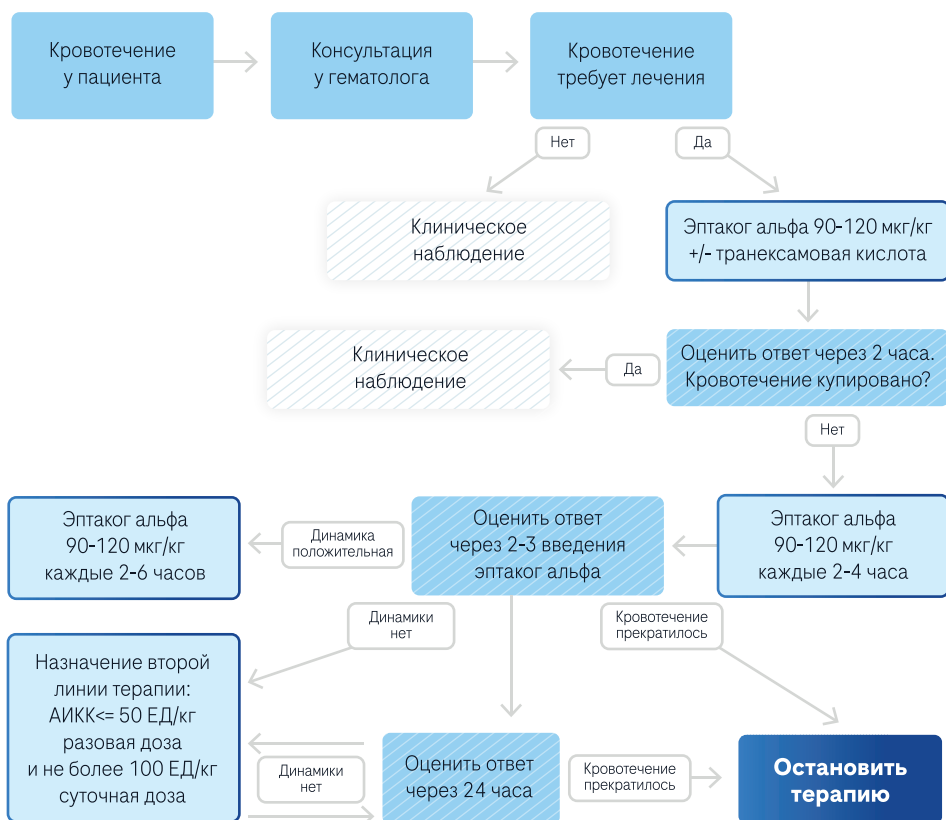 Кровотечение
у пациента
Консультация
у гематолога
Кровотечение
требует лечения
Нет
Да
Клиническое
наблюдение
Эптаког альфа 90-120 мкг/кг
+/- транексамовая кислота
Клиническое
наблюдение
Да
Оценить ответ через 2 часа.
Кровотечение купировано?
Нет
Эптаког альфа
90-120 мкг/кг
каждые 2-6 часов
Динамика
положительная
Оценить ответ
через 2-3 введения
эптаког альфа
Эптаког альфа
90-120 мкг/кг
каждые 2-4 часа
Динамики
нет
Кровотечение
прекратилось
Назначение второй
линии терапии:
АИКК<= 50 ЕД/кг
разовая доза
и не более 100 ЕД/кг
суточная доза
Динамики
нет
Оценить ответ
через 24 часа
Кровотечение
прекратилось
Остановить
терапию